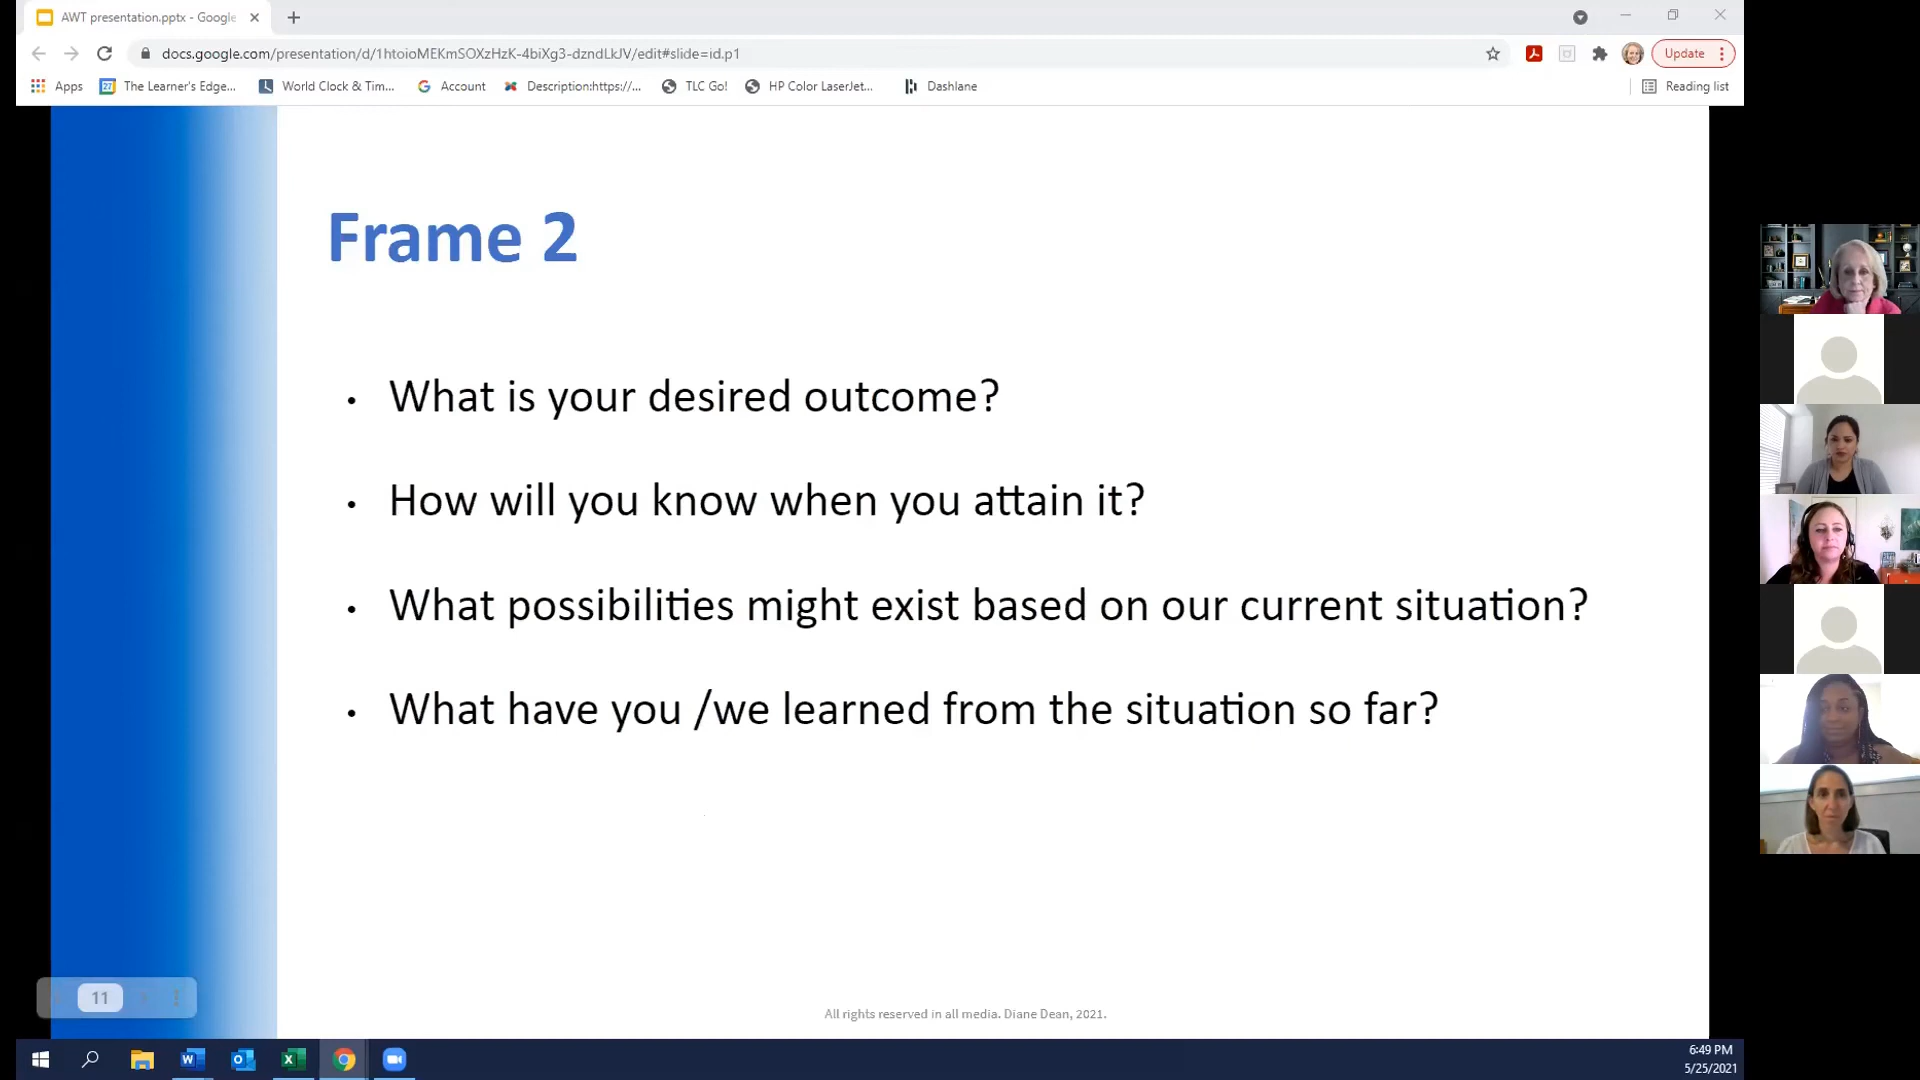 AWT presentation.pptx - Google
docs.google.com/presentation/d/1htoioMEKmSOXzHzK-4biXg3-dzndLkJV/edit#slide=id.p1
Update
Apps
27
The Learner's Edge...
World Clock & Tim...
Account
Description:https://...
TLC Go!
HP Color LaserJet...
Dashlane
Reading list
Frame 2
• What is your desired outcome?
• How will you know when you attain it?
• What possibilities might exist based on our current situation?
• What have you /we learned from the situation so far?
11
All rights reserved in all media. Diane Dean, 2021.
6:49 PM
5/25/2021